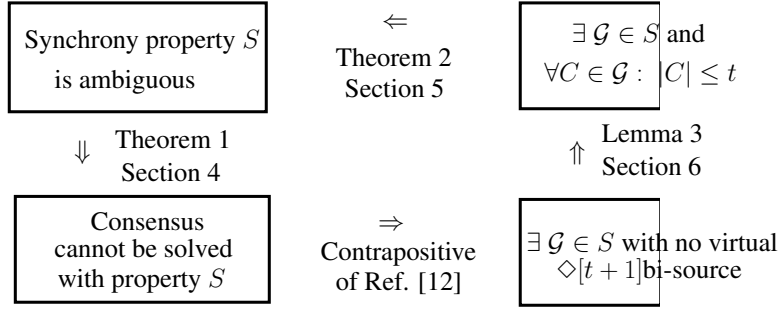 Synchrony property S
is ambiguous
⇐
Theorem 2
Section 5
∃ 𝒢 ∈ S and
∀C ∈ 𝒢 : |C| ≤ t
⇓ Theorem 1
Section 4
⇑ Lemma 3
Section 6
Consensus
cannot be solved
with property S
⇒
Contrapositive
of Ref. [12]
∃ 𝒢 ∈ S with no virtual
◇[t + 1]bi-source